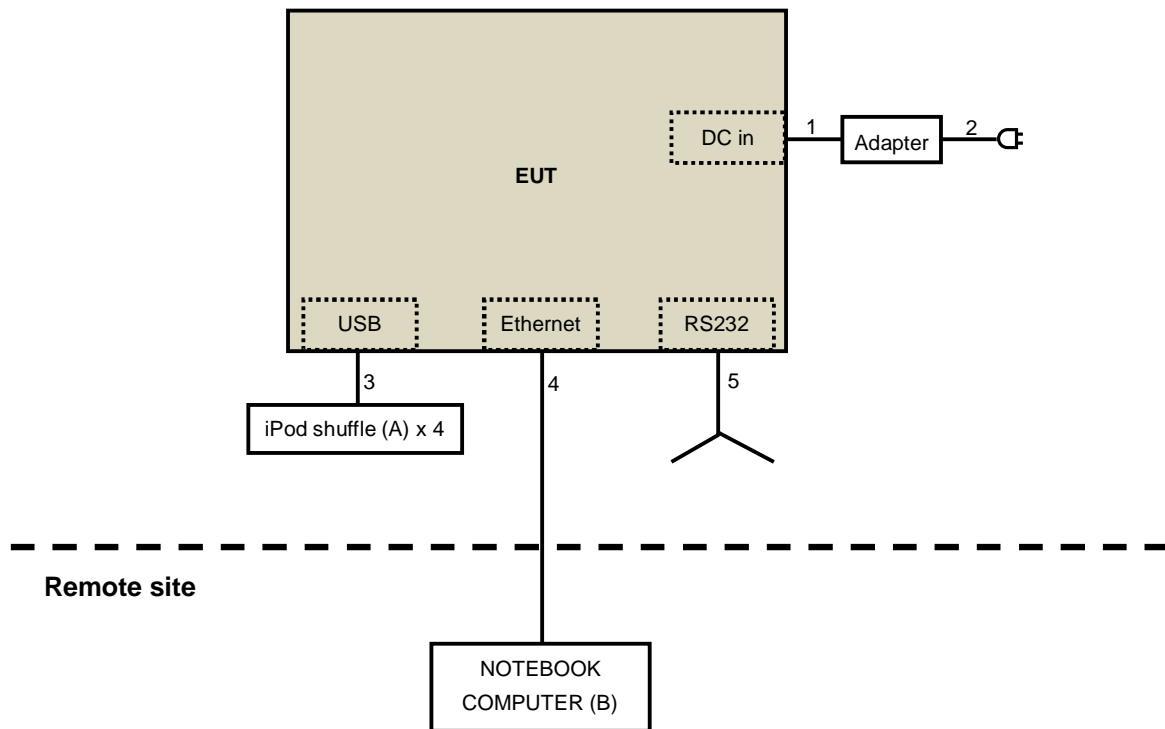 DC in
1
Adapter
2
EUT
USB
Ethernet
RS232
3
4
5
iPod shuffle (A) x 4
Remote site
NOTEBOOK
COMPUTER (B)